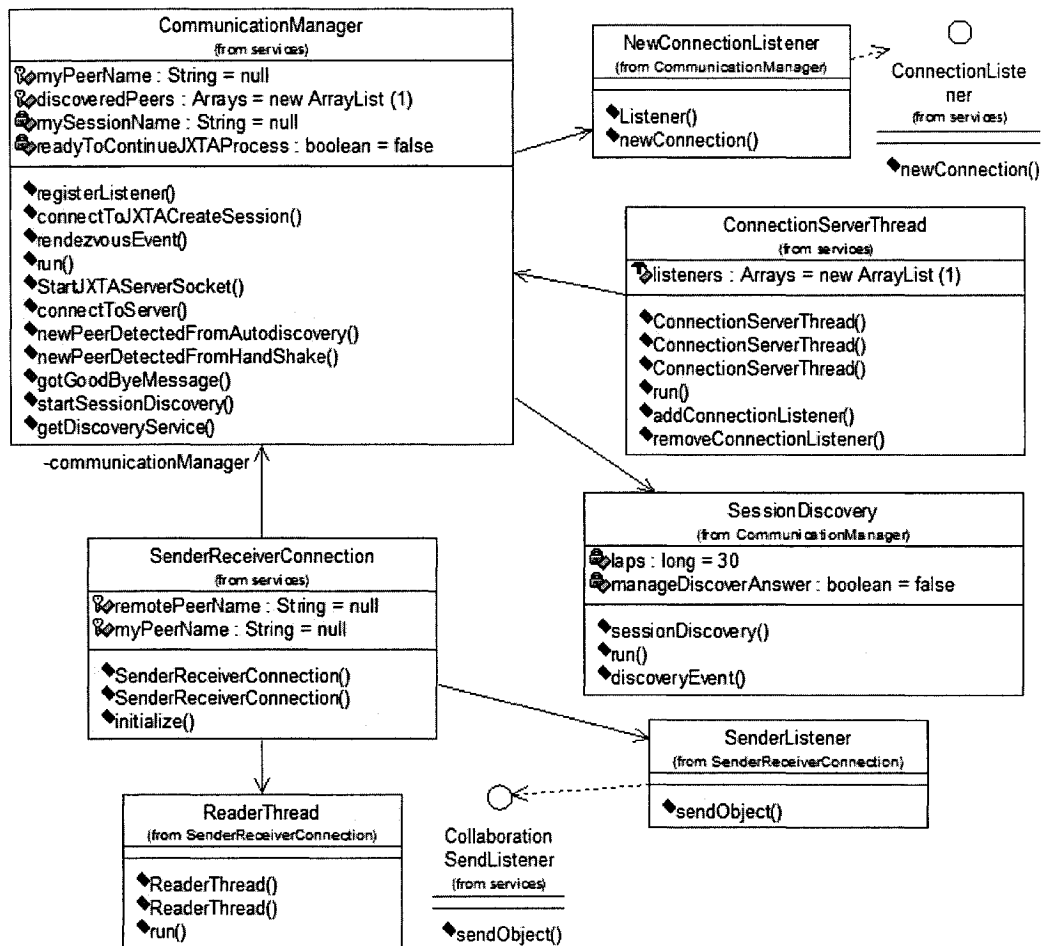 CommunicationManager
(from services)
myPeerName : String = null
discoveredPeers : Arrays = new ArrayList (1)
mySessionName : String = null
readyToContinueJXTAProcess : boolean = false
registerListener()
connectToJXTACreateSession()
rendezvousEvent()
run()
StartJXTAServerSocket()
connectToServer()
newPeerDetectedFromAutodiscovery()
newPeerDetectedFromHandShake()
gotGoodByeMessage()
startSessionDiscovery()
getDiscoveryService()
NewConnectionListener
(from CommunicationManager)
Listener()
newConnection()
ConnectionListe
ner
(from services)
newConnection()
ConnectionServerThread
(from services)
listeners : Arrays = new ArrayList (1)
ConnectionServerThread()
ConnectionServerThread()
ConnectionServerThread()
run()
addConnectionListener()
removeConnectionListener()
-communicationManager
SenderReceiverConnection
(from services)
remotePeerName : String = null
myPeerName : String = null
SenderReceiverConnection()
SenderReceiverConnection()
initialize()
SessionDiscovery
(from CommunicationManager)
laps : long = 30
manageDiscoverAnswer : boolean = false
sessionDiscovery()
run()
discoveryEvent()
SenderListener
(from SenderReceiverConnection)
sendObject()
ReaderThread
(from SenderReceiverConnection)
ReaderThread()
ReaderThread()
run()
Collaboration
SendListener
(from services)
sendObject()